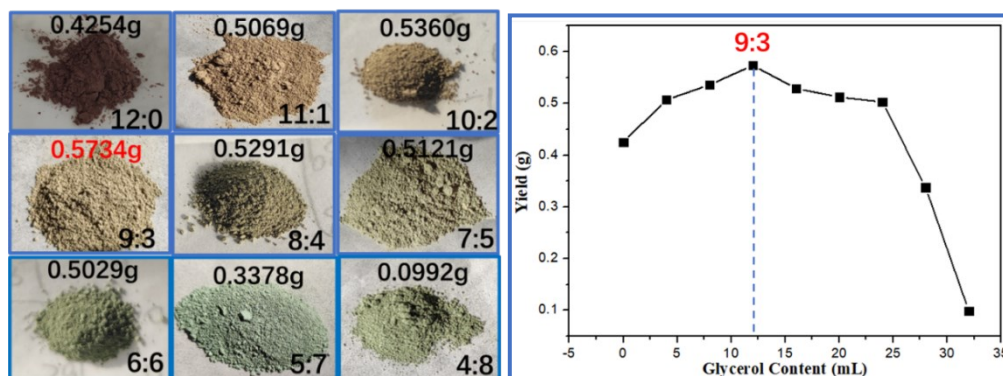 0.4254g
12:0
0.5069g
11:1
0.5360g
10:2
0.5734g
9:3
0.5291g
8:4
0.5121g
7:5
0.5029g
6:6
0.3378g
5:7
0.0992g
4:8
9:3
Yield (g)
0.6
0.5
0.4
0.3
0.2
0.1
-5 0 5 10 15 20 25 30 35
Glycerol Content (mL)